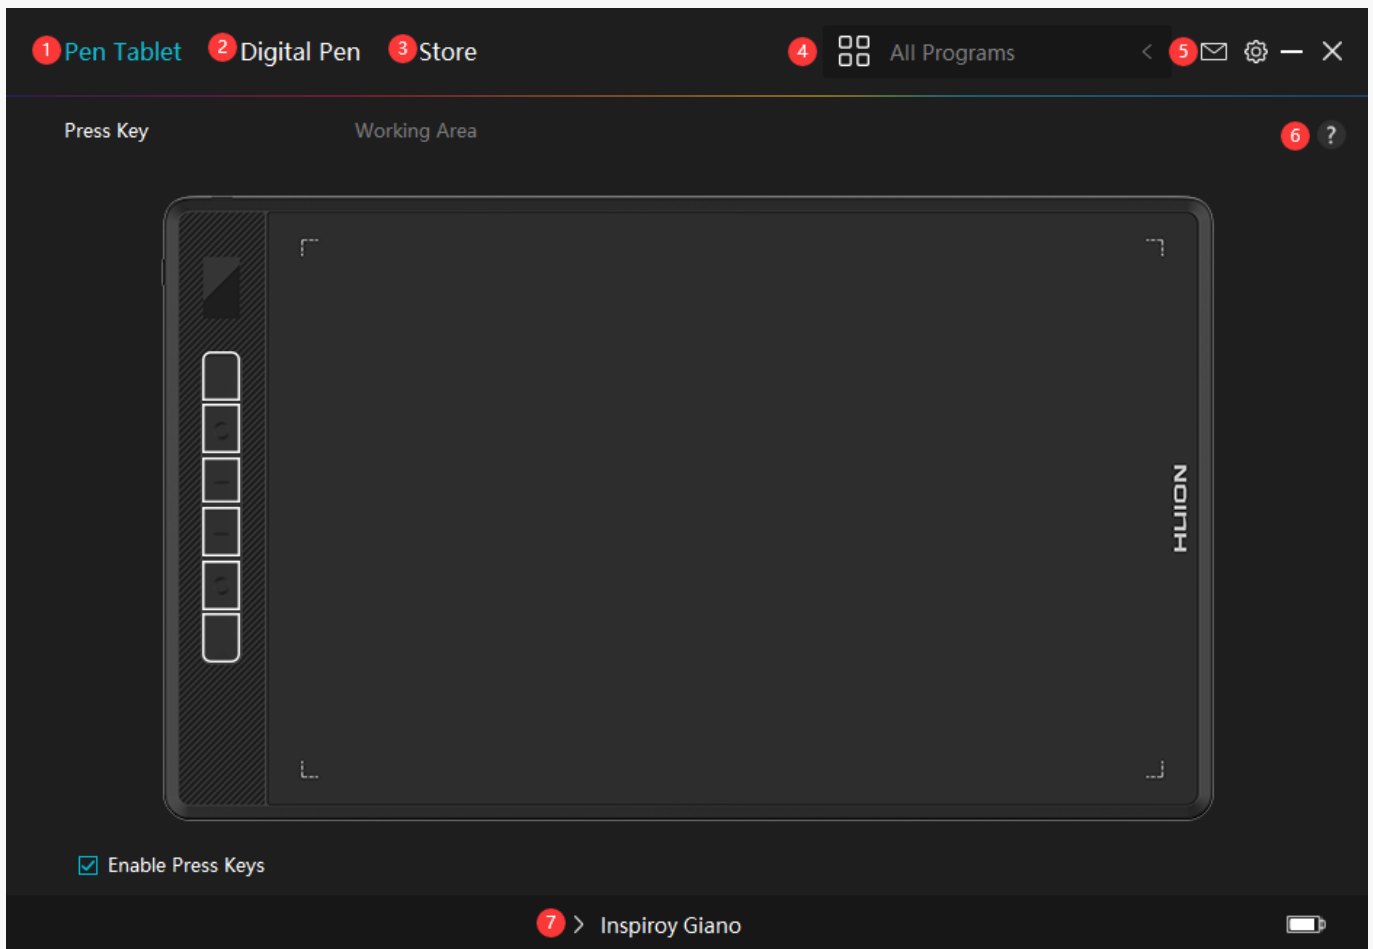 1 Pen Tablet 2 Digital Pen 3 Store 4 All Programs 5
Press Key Working Area 6 ?
HUION
Enable Press Keys
7 Inspiroy Giano